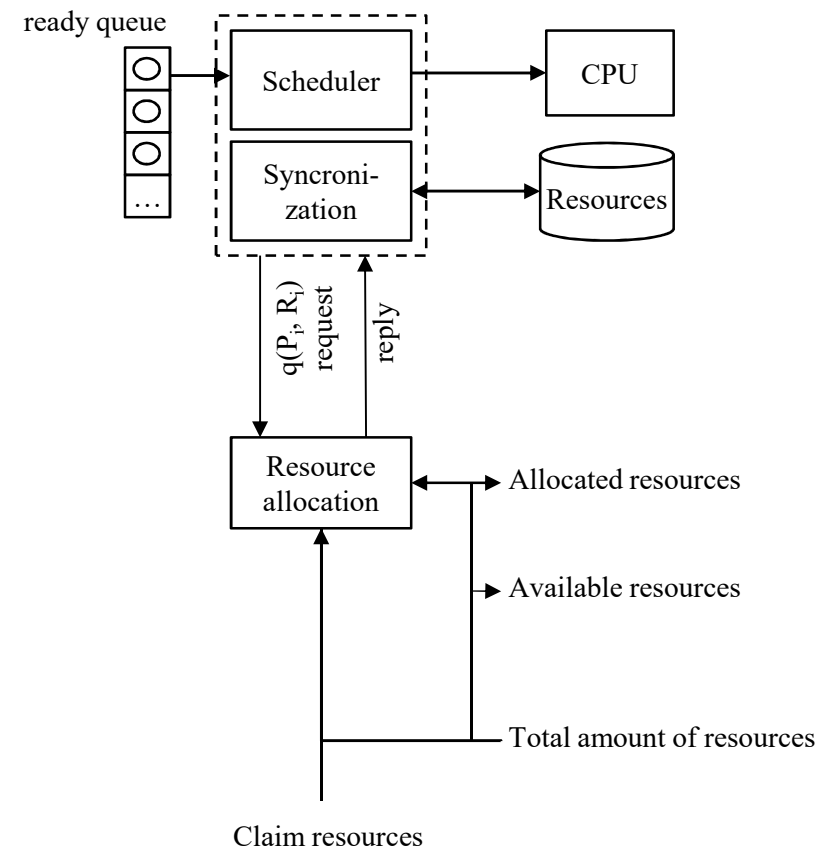 ready queue
Scheduler
CPU
...
Syncroni-
zation
Resources
q(Pi, Ri)
request
reply
Resource
allocation
Allocated resources
Available resources
Total amount of resources
Claim resources